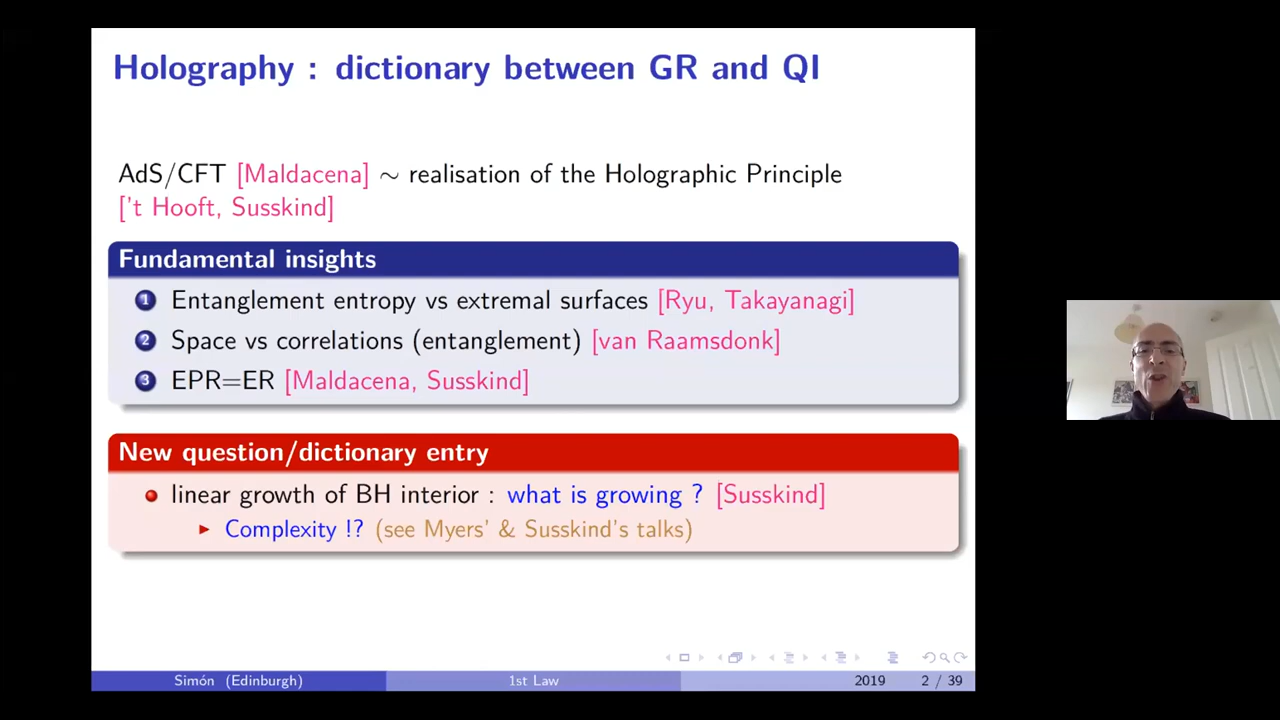 Holography : dictionary between GR and QI
AdS/CFT [Maldacena] ∼ realisation of the Holographic Principle
['t Hooft, Susskind]
Fundamental insights
1 Entanglement entropy vs extremal surfaces [Ryu, Takayanagi]
2 Space vs correlations (entanglement) [van Raamsdonk]
3 EPR=ER [Maldacena, Susskind]
New question/dictionary entry
linear growth of BH interior : what is growing ? [Susskind]
Complexity !? (see Myers' & Susskind's talks)
Simón (Edinburgh) 1st Law 2019 2 / 39